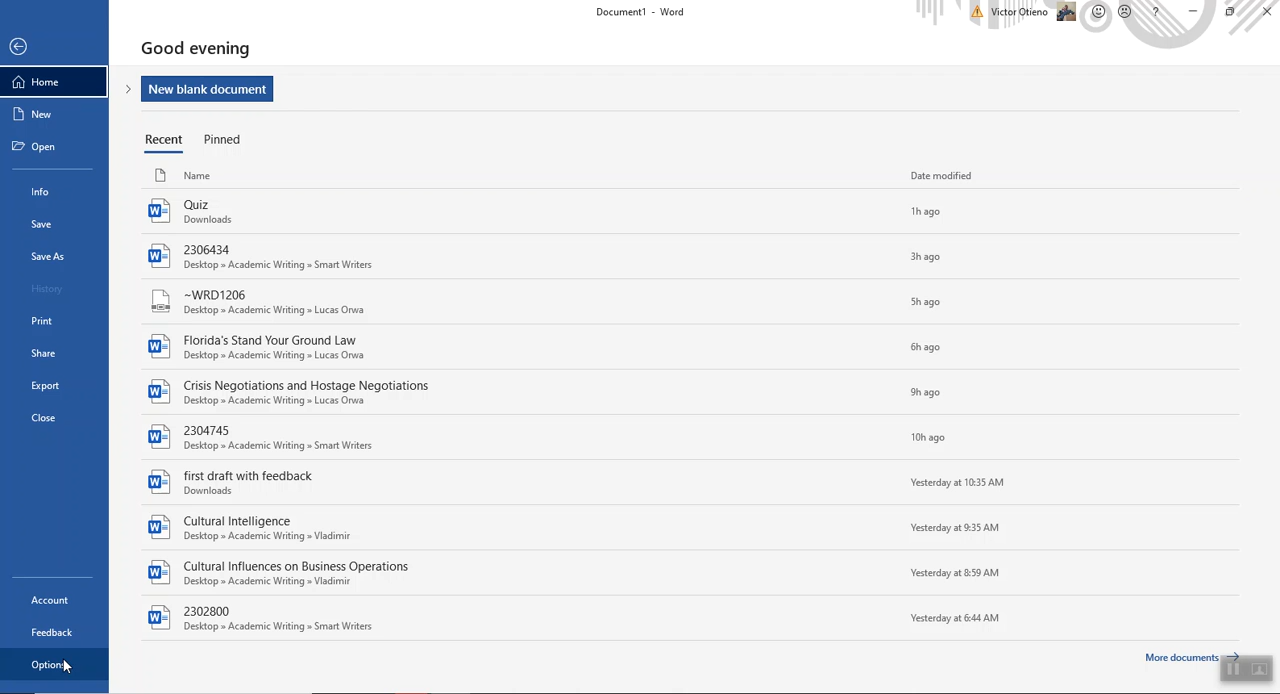 Document1 - Word
Victor Otieno
?
Good evening
Home
New
Open
Info
Save
Save As
History
Print
Share
Export
Close
Account
Feedback
Options
New blank document
Recent Pinned
Name Date modified
Quiz
Downloads
1h ago
2306434
Desktop » Academic Writing » Smart Writers
3h ago
~WRD1206
Desktop » Academic Writing » Lucas Orwa
5h ago
Florida's Stand Your Ground Law
Desktop » Academic Writing » Lucas Orwa
6h ago
Crisis Negotiations and Hostage Negotiations
Desktop » Academic Writing » Lucas Orwa
9h ago
2304745
Desktop » Academic Writing » Smart Writers
10h ago
first draft with feedback
Downloads
Yesterday at 10:35 AM
Cultural Intelligence
Desktop » Academic Writing » Vladimir
Yesterday at 9:35 AM
Cultural Influences on Business Operations
Desktop » Academic Writing » Vladimir
Yesterday at 8:59 AM
2302800
Desktop » Academic Writing » Smart Writers
Yesterday at 6:44 AM
More documents